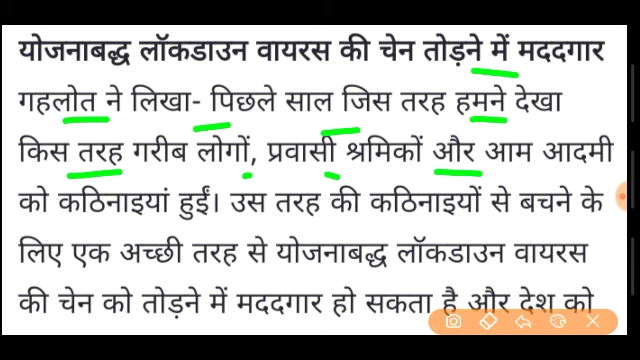 योजनाबद्ध लॉकडाउन वायरस की चेन तोड़ने में मददगार
गहलोत ने लिखा- पिछले साल जिस तरह हमने देखा
किस तरह गरीब लोगों, प्रवासी श्रमिकों और आम आदमी
को कठिनाइयां हुईं। उस तरह की कठिनाइयों से बचने के
लिए एक अच्छी तरह से योजनाबद्ध लॉकडाउन वायरस
की चेन को तोड़ने में मददगार हो सकता है और देश को